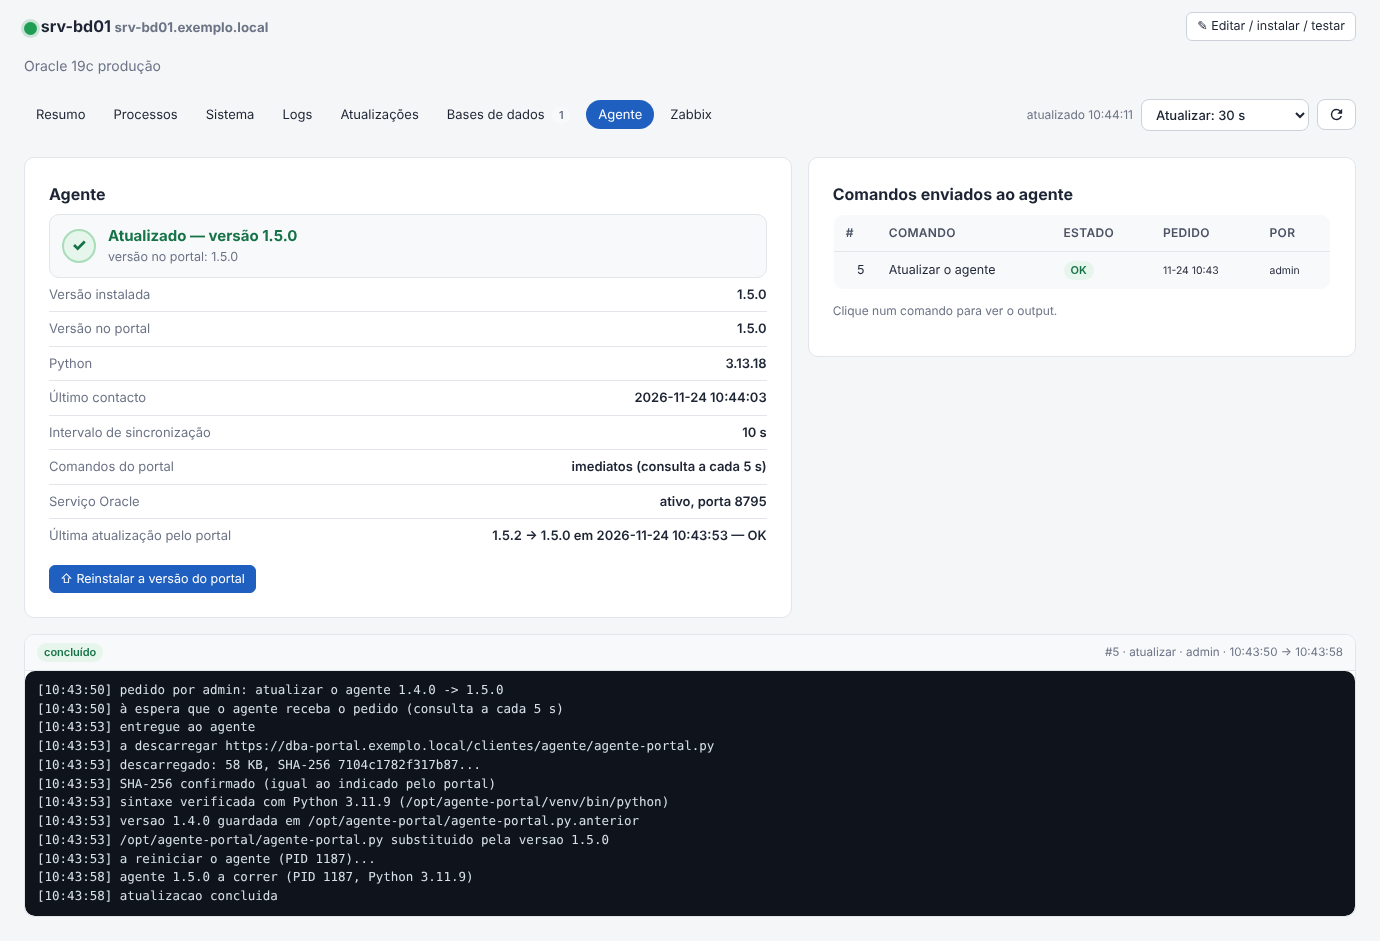 srv-bd01 srv-bd01.exemplo.local
✎ Editar / instalar / testar
Oracle 19c produção
Resumo Processos Sistema Logs Atualizações Bases de dados 1 Agente Zabbix
atualizado 10:44:11 Atualizar: 30 s
Agente
Atualizado — versão 1.5.0
versão no portal: 1.5.0
Versão instalada 1.5.0
Versão no portal 1.5.0
Python 3.13.18
Último contacto 2026-11-24 10:44:03
Intervalo de sincronização 10 s
Comandos do portal imediatos (consulta a cada 5 s)
Serviço Oracle ativo, porta 8795
Última atualização pelo portal 1.5.2 → 1.5.0 em 2026-11-24 10:43:53 — OK
⇧ Reinstalar a versão do portal
Comandos enviados ao agente
# COMANDO ESTADO PEDIDO POR
5 Atualizar o agente OK 11-24 10:43 admin
Clique num comando para ver o output.
concluído #5 · atualizar · admin · 10:43:50 → 10:43:58
[10:43:50] pedido por admin: atualizar o agente 1.4.0 -> 1.5.0
[10:43:50] à espera que o agente receba o pedido (consulta a cada 5 s)
[10:43:53] entregue ao agente
[10:43:53] a descarregar https://dba-portal.exemplo.local/clientes/agente/agente-portal.py
[10:43:53] descarregado: 58 KB, SHA-256 7104c1782f317b87...
[10:43:53] SHA-256 confirmado (igual ao indicado pelo portal)
[10:43:53] sintaxe verificada com Python 3.11.9 (/opt/agente-portal/venv/bin/python)
[10:43:53] versao 1.4.0 guardada em /opt/agente-portal/agente-portal.py.anterior
[10:43:53] /opt/agente-portal/agente-portal.py substituido pela versao 1.5.0
[10:43:53] a reiniciar o agente (PID 1187)...
[10:43:58] agente 1.5.0 a correr (PID 1187, Python 3.11.9)
[10:43:58] atualizacao concluida